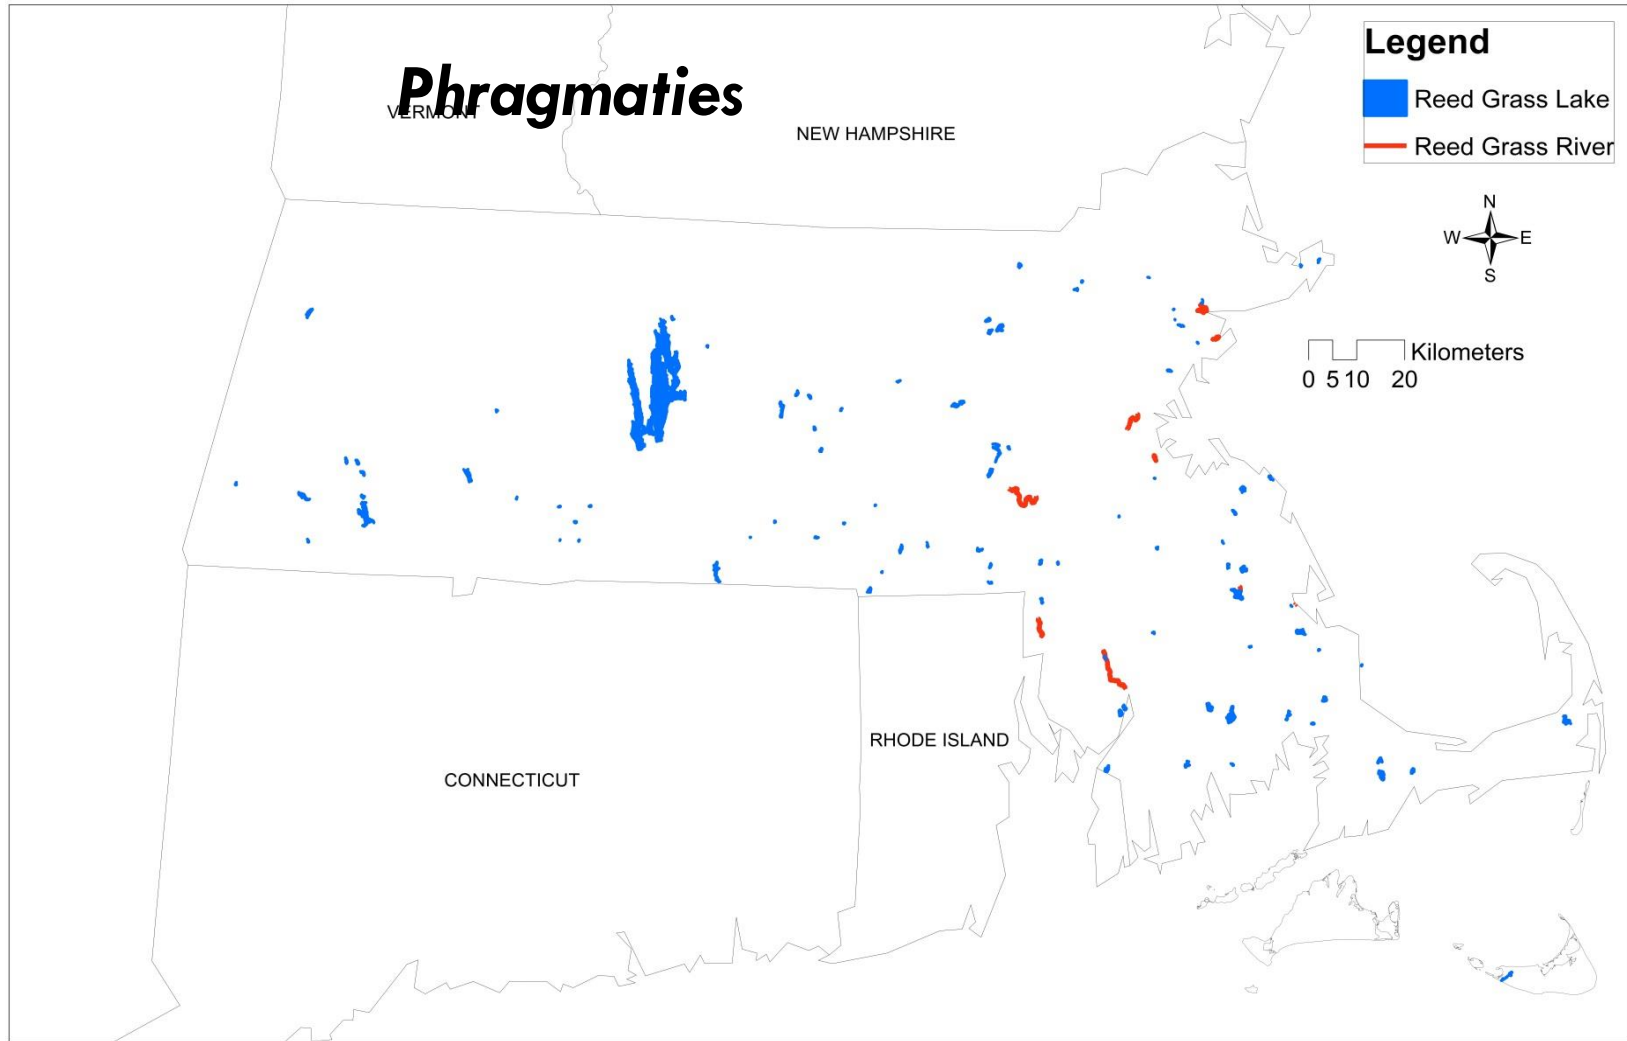 Legend
Reed Grass Lake
Reed Grass River
Phragmaties
VERMONT
NEW HAMPSHIRE
N
W E
S
Kilometers
0 5 10 20
RHODE ISLAND
CONNECTICUT